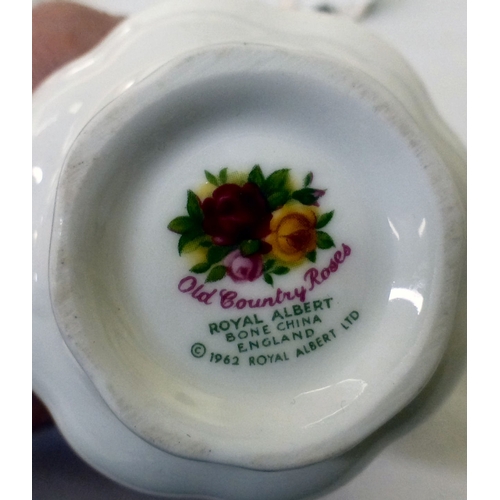 Old Country Roses
ROYAL ALBERT
BONE CHINA
ENGLAND
© 1962 ROYAL ALBERT LTD